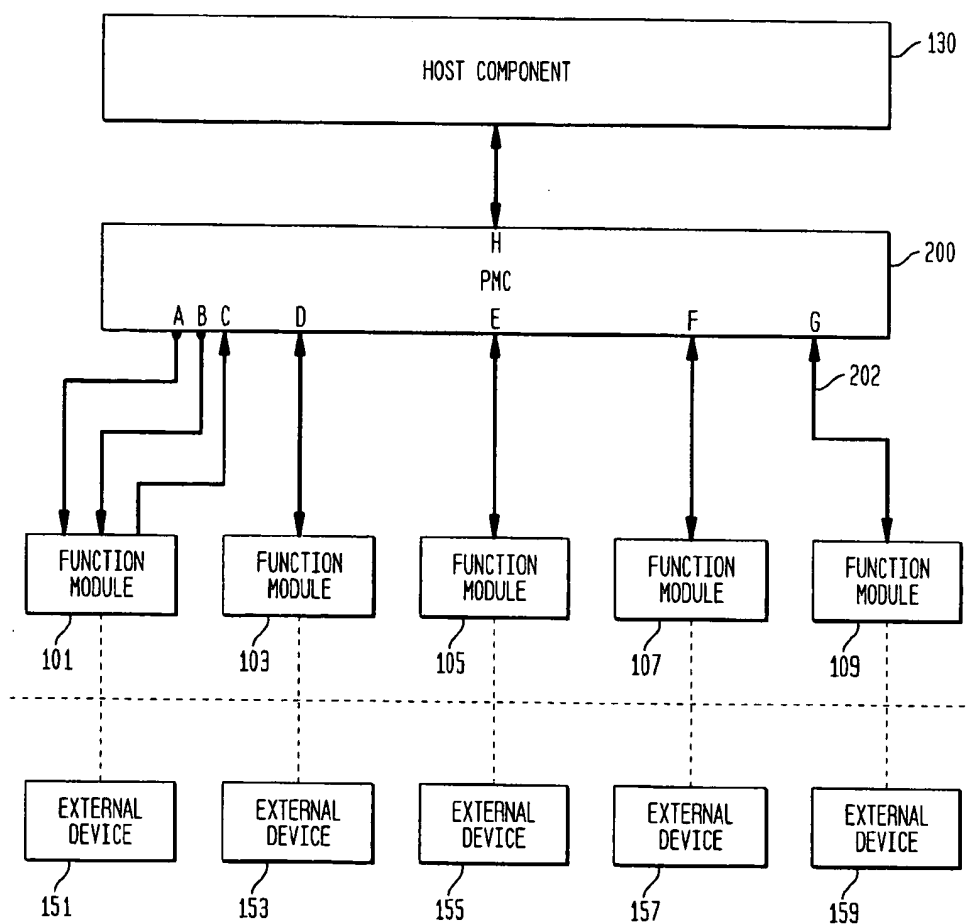 HOST COMPONENT
130
H
PMC
200
A B C D E F G
202
FUNCTION
MODULE
FUNCTION
MODULE
FUNCTION
MODULE
FUNCTION
MODULE
FUNCTION
MODULE
101
103
105
107
109
EXTERNAL
DEVICE
EXTERNAL
DEVICE
EXTERNAL
DEVICE
EXTERNAL
DEVICE
EXTERNAL
DEVICE
151
153
155
157
159